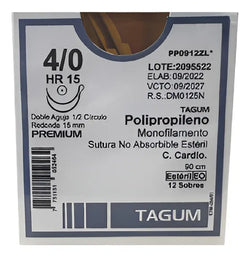 PP0912ZL*
4/0
HR 15
LOTE:2095522
ELAB:09/2022
VCTO:09/2027
R.S.:DM0125N
Doble Aguja 1/2 Círculo
Redonda 15 mm
PREMIUM
TAGUM
Polipropileno
Monofilamento
Sutura No Absorbible Estéril
C. Cardio.
90 cm
Estéril EO
12 Sobres
TAGUM